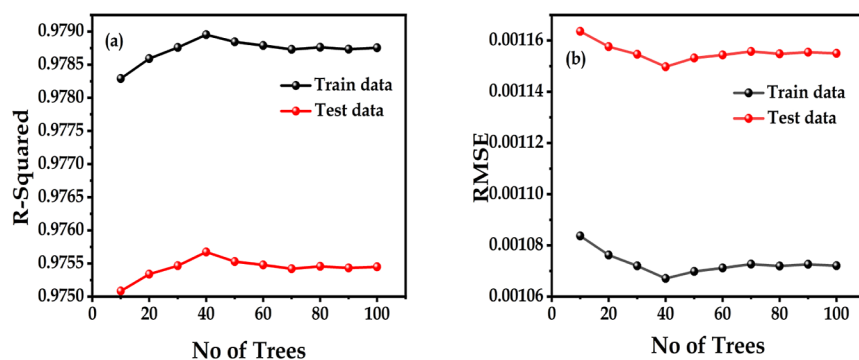 (a)
0.9790
0.9785
0.9780
0.9775
0.9770
0.9765
0.9760
0.9755
0.9750
R-Squared
Train data
Test data
0 20 40 60 80 100
No of Trees
(b)
0.00116
0.00114
0.00112
0.00110
0.00108
0.00106
RMSE
Train data
Test data
0 20 40 60 80 100
No of Trees